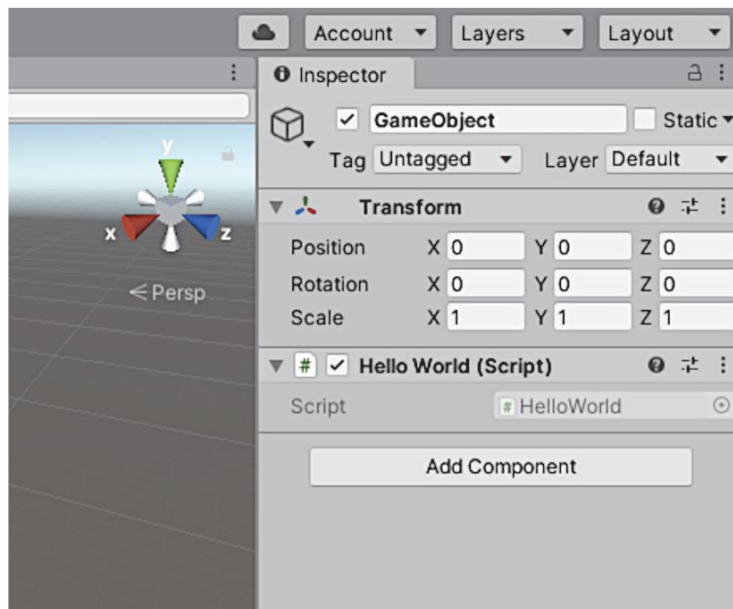 Account Layers Layout
Inspector
GameObject Static
Tag Untagged Layer Default
Transform
Position X 0 Y 0 Z 0
Rotation X 0 Y 0 Z 0
Scale X 1 Y 1 Z 1
# Hello World (Script)
Script # HelloWorld
Add Component
y
x z
Persp